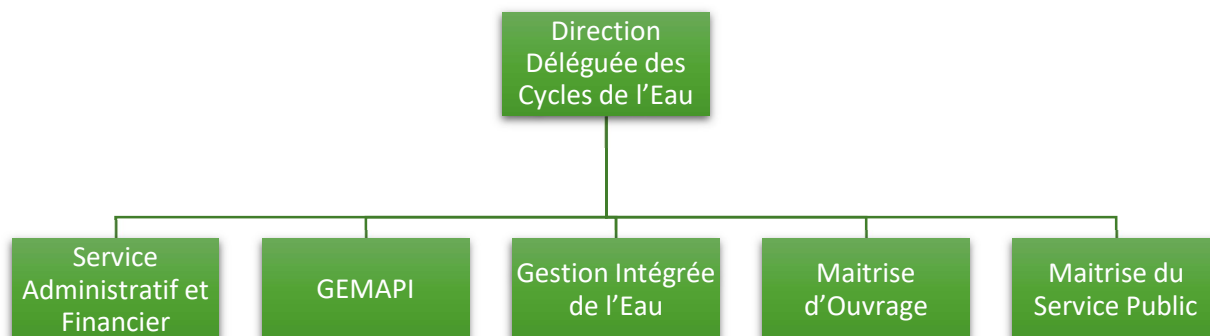 Direction
Déléguée des
Cycles de l’Eau
Service
Administratif et
Financier
GEMAPI
Gestion Intégrée
de l’Eau
Maitrise
d’Ouvrage
Maitrise du
Service Public